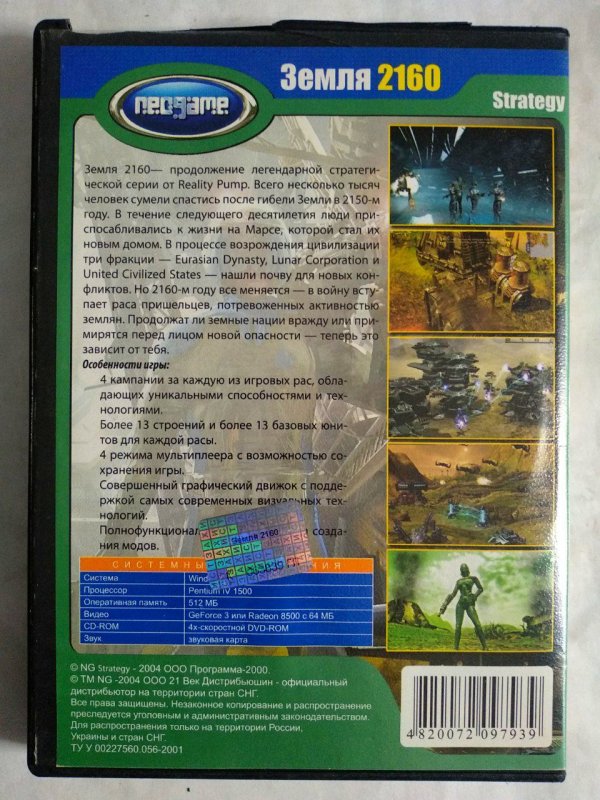 Земля 2160
Strategy
neogame
Земля 2160— продолжение легендарной стратеги-
ческой серии от Reality Pump. Всего несколько тысяч
человек сумели спастись после гибели Земли в 2150-м
году. В течение следующего десятилетия люди при-
спосабливались к жизни на Марсе, которой стал их
новым домом. В процессе возрождения цивилизации
три фракции — Eurasian Dynasty, Lunar Corporation и
United Civilized States — нашли почву для новых кон-
фликтов. Но 2160-м году все меняется — в войну всту
пает раса пришельцев, потревоженных активностью
землян. Продолжат ли земные нации вражду или при-
мирятся перед лицом новой опасности — теперь это
зависит от тебя.
Особенности игры:
4 кампании за каждую из игровых рас, обла-
дающих уникальными способностями и тех-
нологиями.
Более 13 строений и более 13 базовых юни-
тов для каждой расы.
4 режима мультиплеера с возможностью со-
хранения игры.
Совершенный графический движок с подде-
ржкой самых современных визуальных тех-
нологий.
Полнофункционал созда-
ния модов.
Земля 2160
СИСТЕМНЫ НИЯ
Система Wind
Процессор Pentium IV 1500
Оперативная память 512 МБ
Видео GeForce 3 или Radeon 8500 с 64 МБ
CD-ROM 4х-скоростной DVD-ROM
Звук звуковая карта
© NG Strategy - 2004 ООО Программа-2000.
© TM NG -2004 ООО 21 Век Дистрибьюшин - официальный
дистрибьютор на территории стран СНГ.
Все права защищены. Незаконное копирование и распространение
преследуется уголовным и административным законодательством.
Для распространения только на территории России,
Украины и стран СНГ.
ТУ У 00227560.056-2001
4820072097939